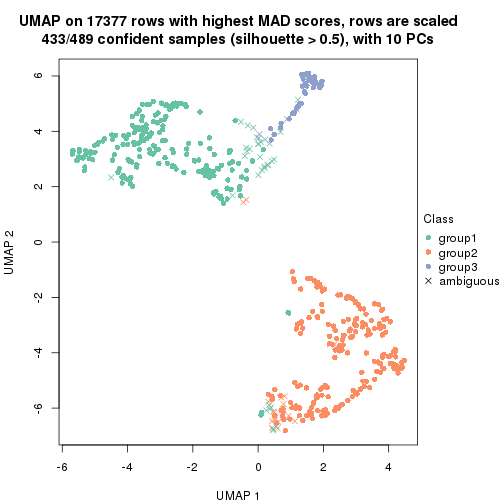 UMAP on 17377 rows with highest MAD scores, rows are scaled
433/489 confident samples (silhouette > 0.5), with 10 PCs
6
4
2
0
-2
-4
-6
UMAP 2
-6
-4
-2
0
2
4
UMAP 1
Class
group1
group2
group3
ambiguous